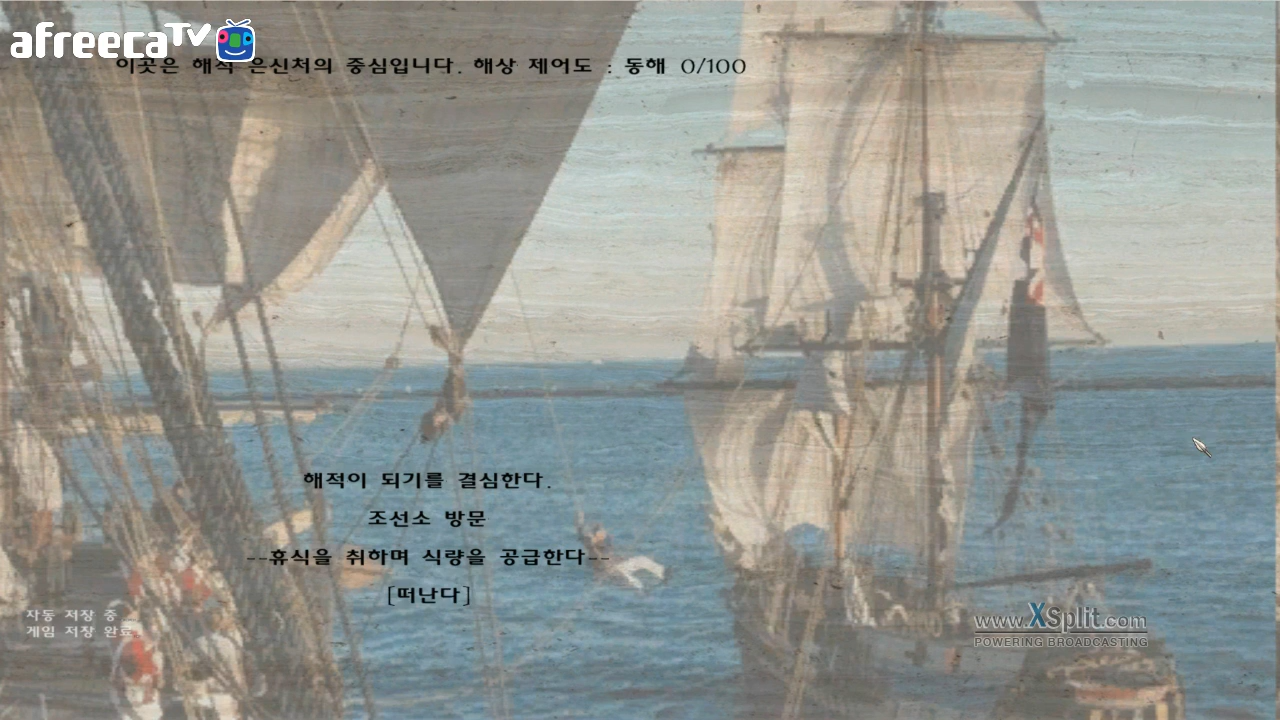 afreecaTV
이곳은 해적 은신처의 중심입니다. 해상 제어도 : 동해 0/100
해적이 되기를 결심한다.
조선소 방문
--휴식을 취하며 식량을 공급한다--
[떠난다]
자동 저장 중
게임 저장 완료
www.XSplit.com
POWERING BROADCASTING